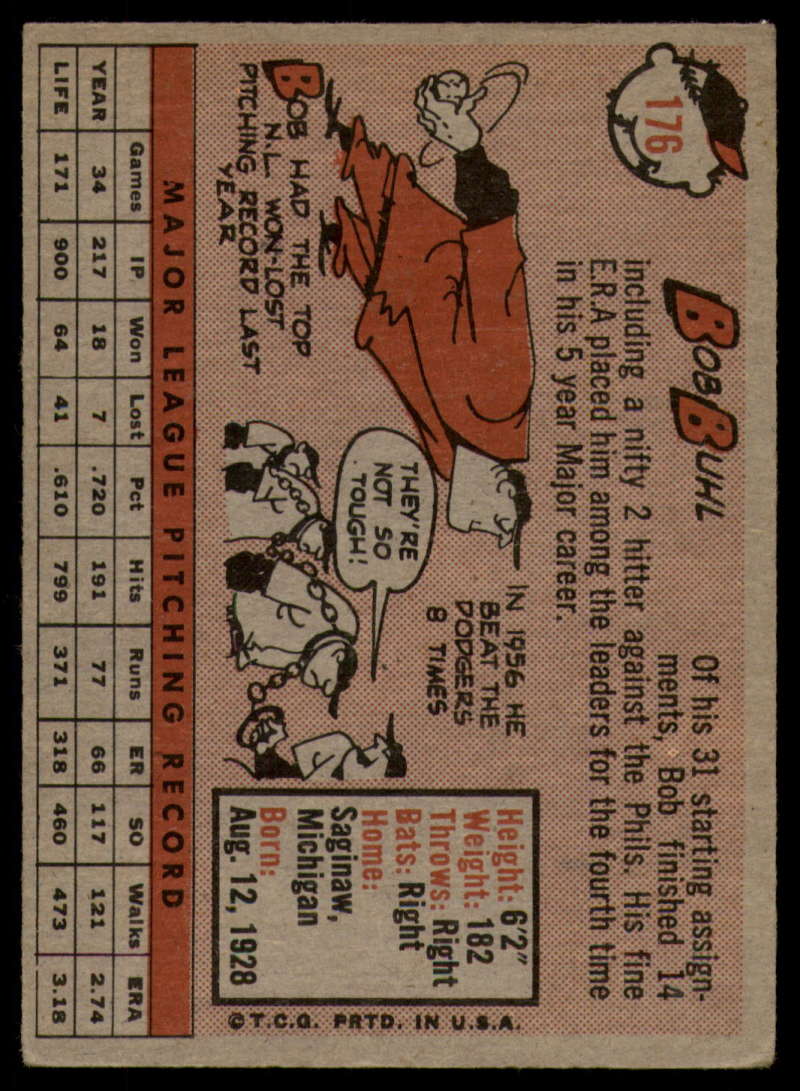 176
BOB BUHL
Of his 31 starting assign-
ments, Bob finished 14
including a nifty 2 hitter against the Phils. His fine
E.R.A placed him among the leaders for the fourth time
in his 5 year Major career.
BOB HAD THE TOP
N.L. WON-LOST
PITCHING RECORD LAST
YEAR
IN 1956 HE
BEAT THE
DODGERS
8 TIMES
THEY'RE
NOT SO
TOUGH!
Height: 6'2"
Weight: 182
Throws: Right
Bats: Right
Home:
Saginaw,
Michigan
Born:
Aug. 12, 1928
©T.C.G. PRTD. IN U.S.A.
MAJOR LEAGUE PITCHING RECORD
Games IP Won Lost Pct Hits Runs ER SO Walks ERA
YEAR 34 217 18 7 .720 191 77 66 117 121 2.74
LIFE 171 900 64 41 .610 799 371 318 460 473 3.18